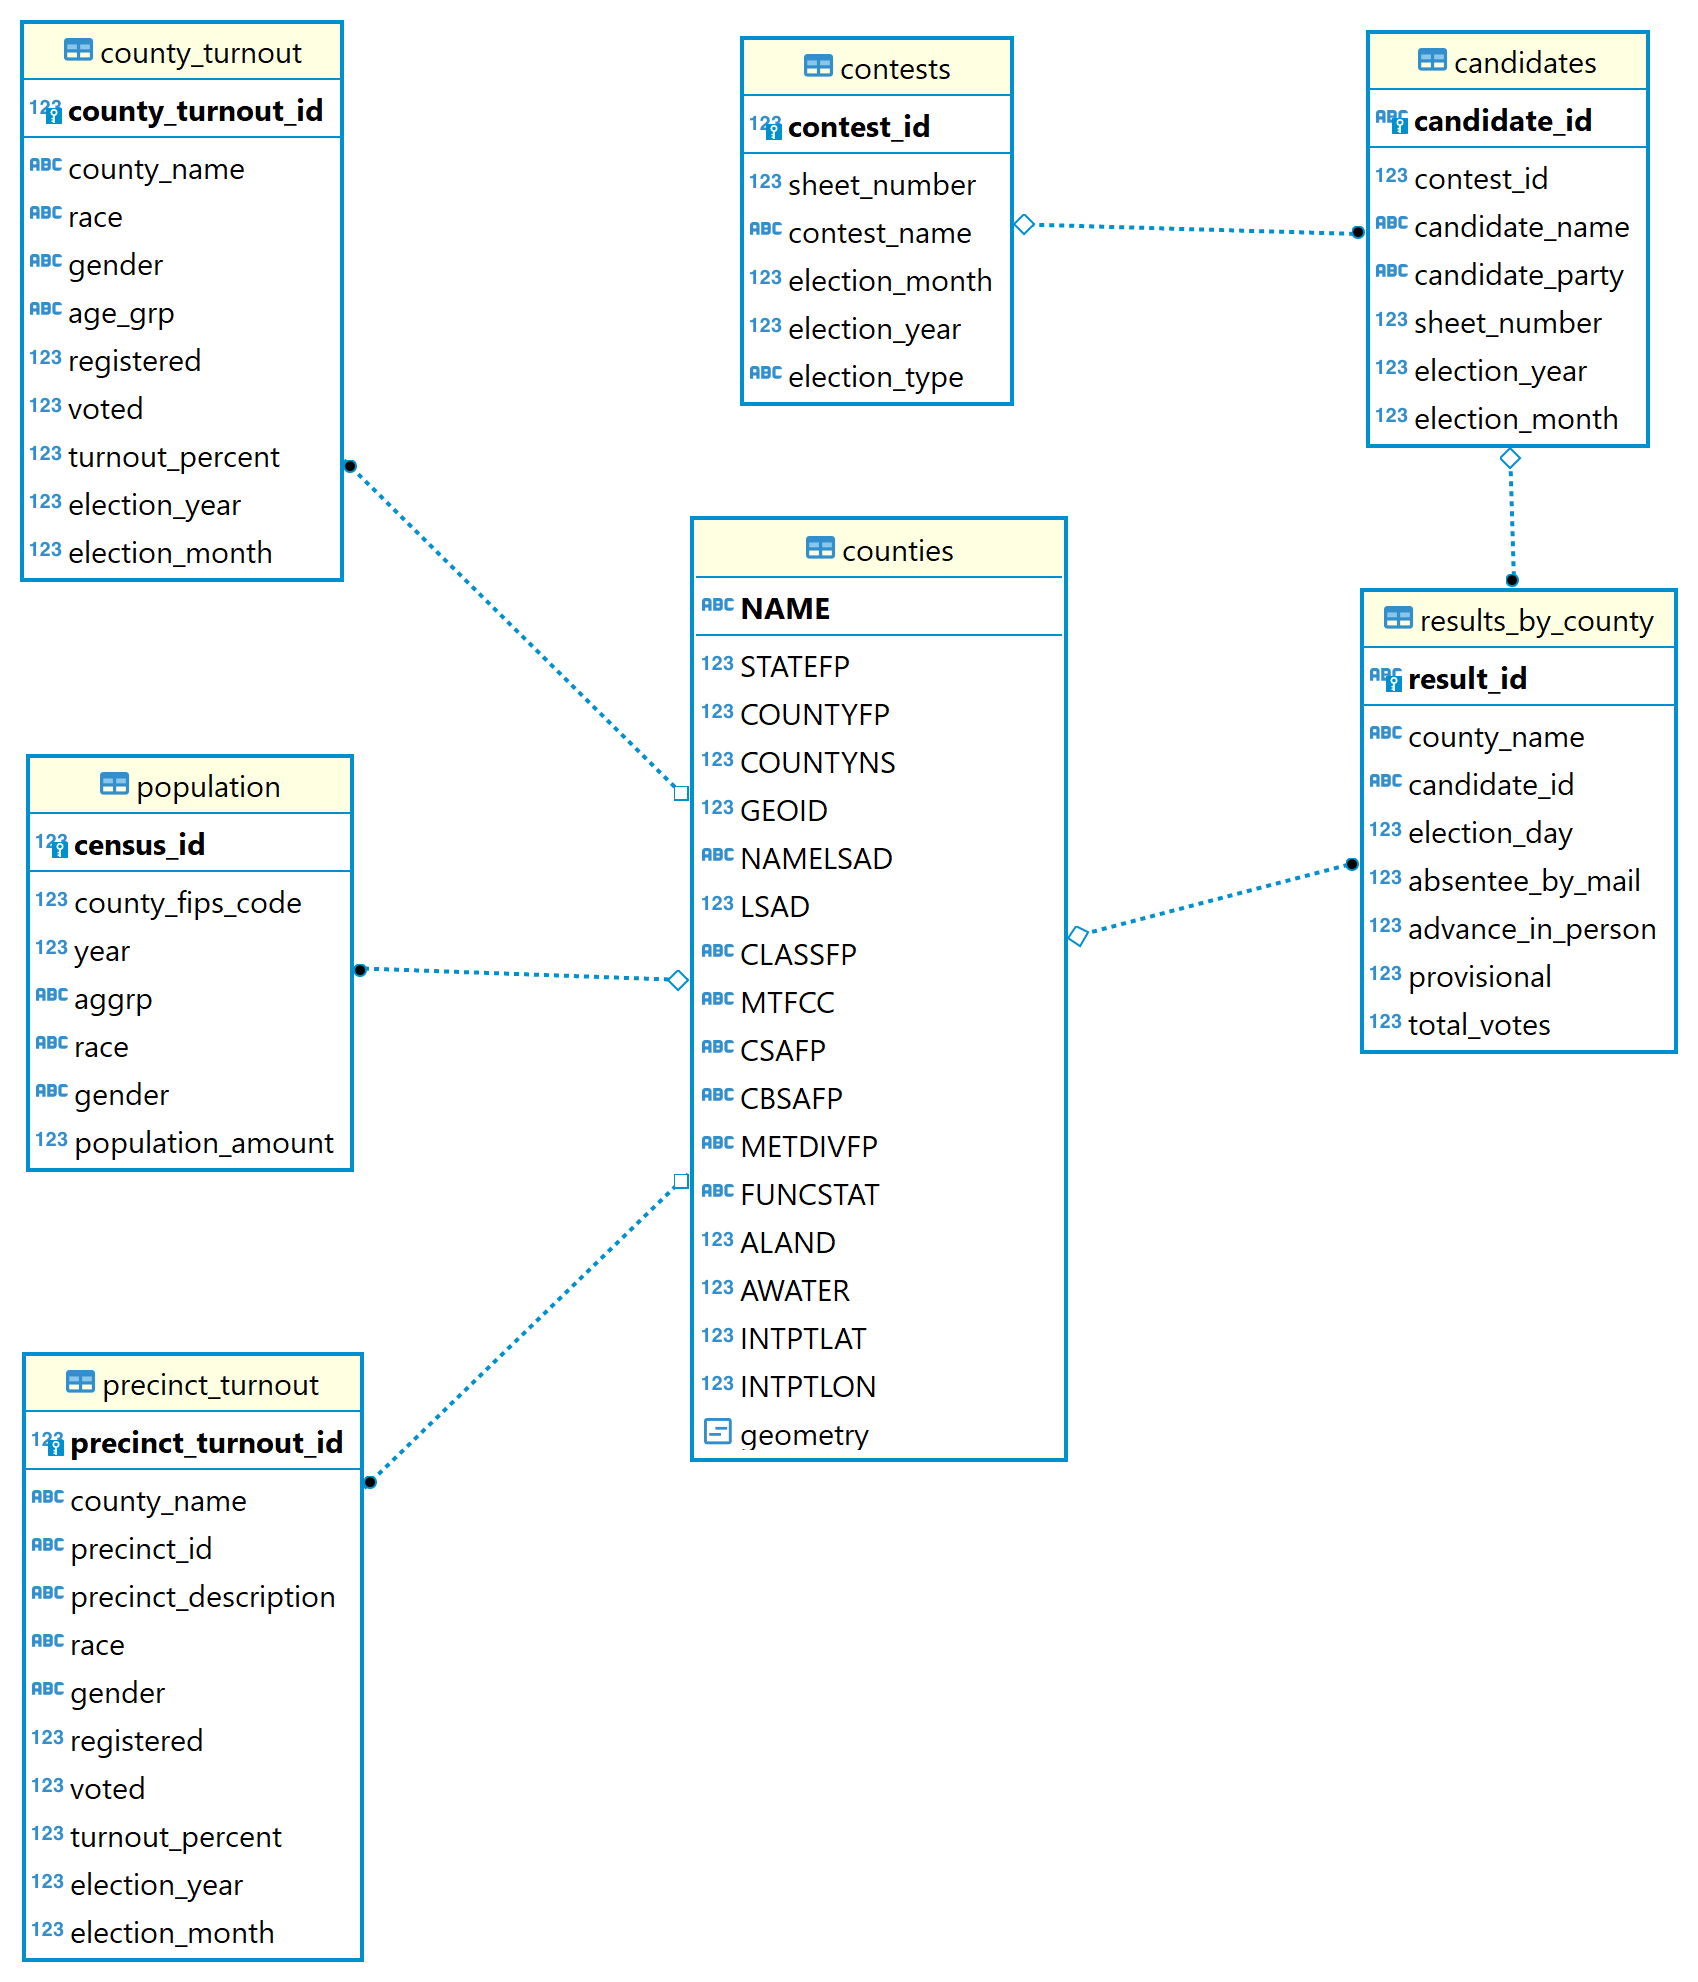 county_turnout
123 county_turnout_id
ABC county_name
ABC race
ABC gender
ABC age_grp
123 registered
123 voted
123 turnout_percent
123 election_year
123 election_month
contests
123 contest_id
123 sheet_number
ABC contest_name
123 election_month
123 election_year
ABC election_type
candidates
ABC candidate_id
123 contest_id
ABC candidate_name
ABC candidate_party
123 sheet_number
123 election_year
123 election_month
counties
ABC NAME
123 STATEFP
123 COUNTYFP
123 COUNTYNS
123 GEOID
ABC NAMELSAD
123 LSAD
ABC CLASSFP
ABC MTFCC
ABC CSAFP
ABC CBSAFP
ABC METDIVFP
ABC FUNCSTAT
123 ALAND
123 AWATER
123 INTPTLAT
123 INTPTLON
geometry
results_by_county
ABC result_id
ABC county_name
ABC candidate_id
123 election_day
123 absentee_by_mail
123 advance_in_person
123 provisional
123 total_votes
population
123 census_id
123 county_fips_code
123 year
ABC aggrp
ABC race
ABC gender
123 population_amount
precinct_turnout
123 precinct_turnout_id
ABC county_name
ABC precinct_id
ABC precinct_description
ABC race
ABC gender
123 registered
123 voted
123 turnout_percent
123 election_year
123 election_month